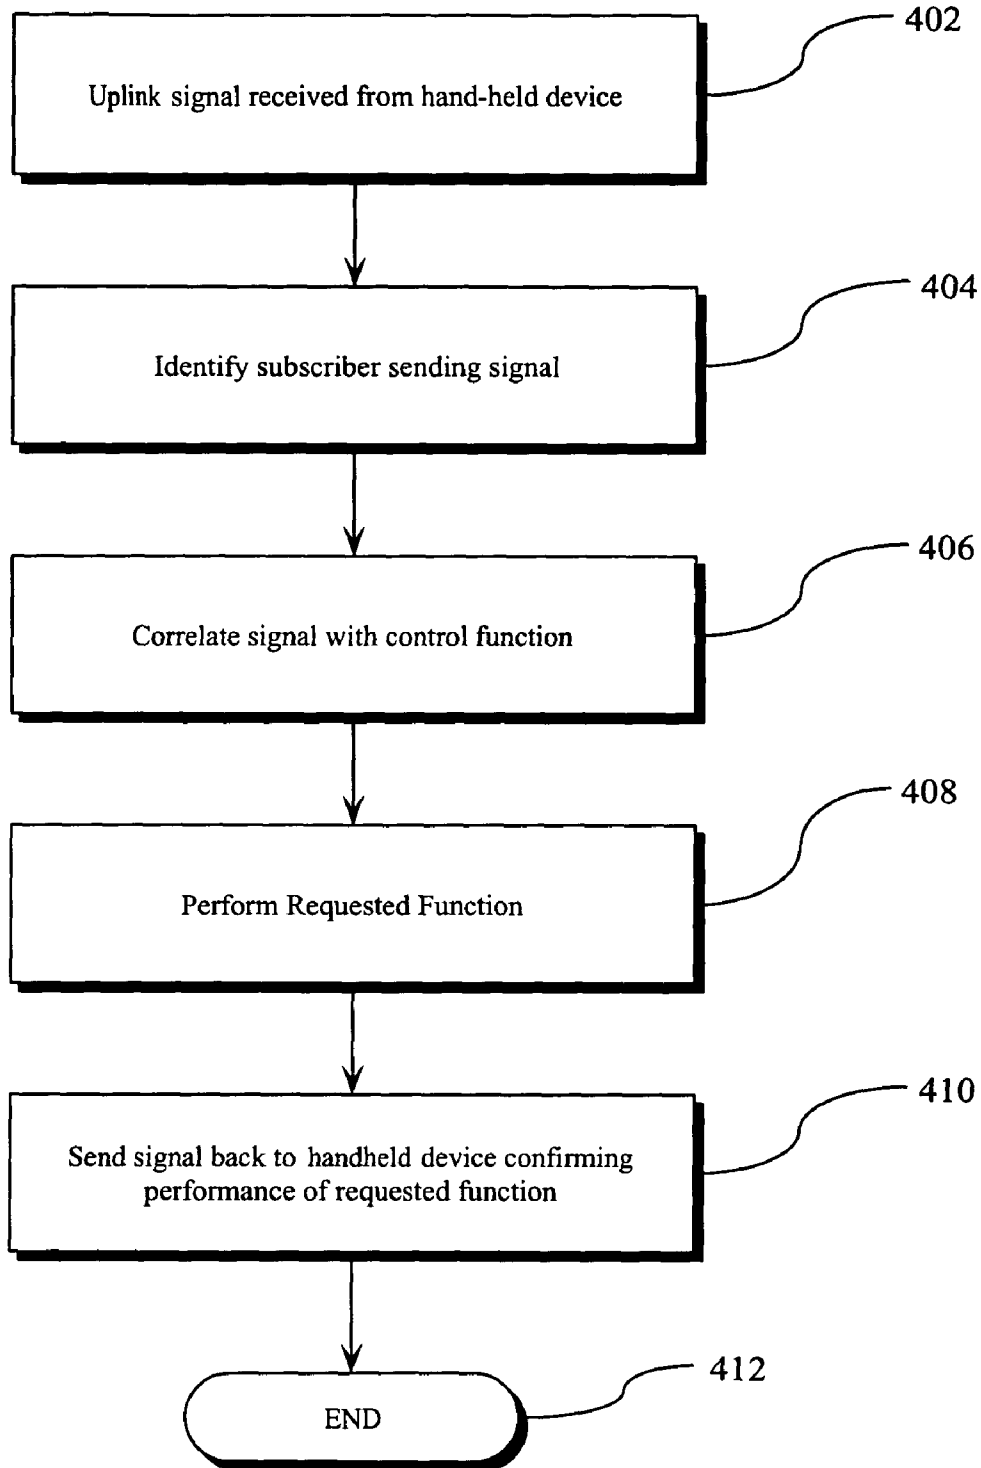 402
Uplink signal received from hand-held device
404
Identify subscriber sending signal
406
Correlate signal with control function
408
Perform Requested Function
410
Send signal back to handheld device confirming
performance of requested function
412
END